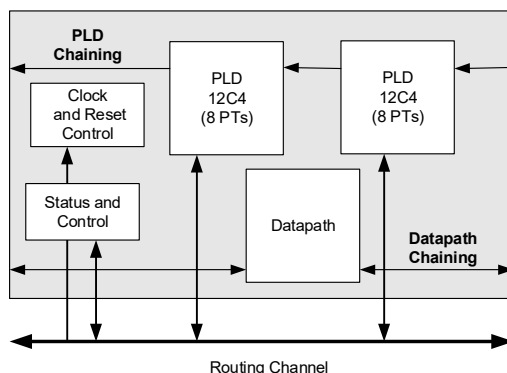 PLD
Chaining
PLD
12C4
(8 PTs)
PLD
12C4
(8 PTs)
Clock
and Reset
Control
Status and
Control
Datapath
Datapath
Chaining
Routing Channel